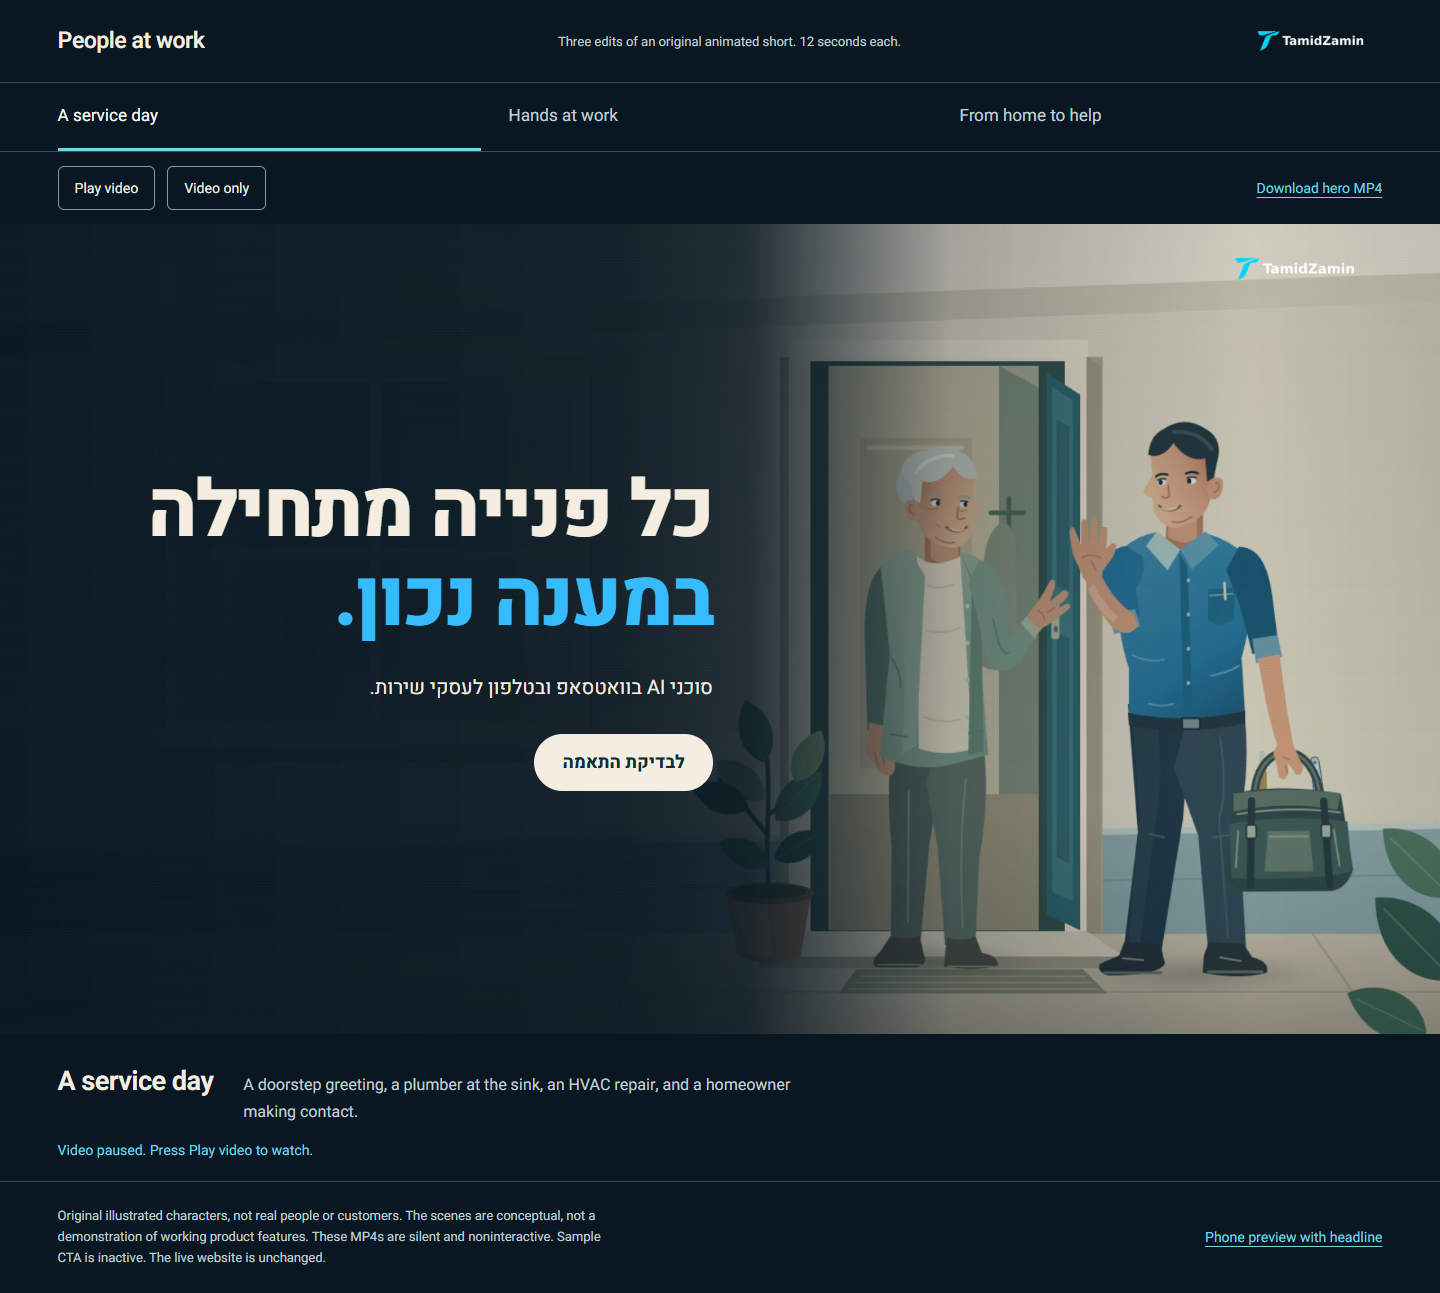 People at work
Three edits of an original animated short. 12 seconds each.
TamidZamin
A service day
Hands at work
From home to help
Play video
Video only
Download hero MP4
TamidZamin
כל פנייה מתחילה
במענה נכון.
סוכני AI בוואטסאפ ובטלפון לעסקי שירות.
לבדיקת התאמה
A service day
A doorstep greeting, a plumber at the sink, an HVAC repair, and a homeowner
making contact.
Video paused. Press Play video to watch.
Original illustrated characters, not real people or customers. The scenes are conceptual, not a
demonstration of working product features. These MP4s are silent and noninteractive. Sample
CTA is inactive. The live website is unchanged.
Phone preview with headline